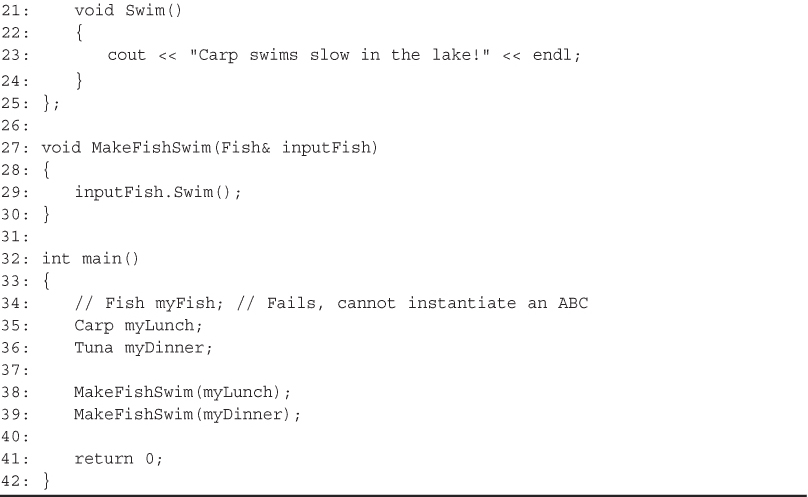 21:    void Swim()
22:    {
23:       cout << "Carp swims slow in the lake!" << endl;
24:    }
25: };
26:
27: void MakeFishSwim(Fish& inputFish)
28: {
29:    inputFish.Swim();
30: }
31:
32: int main()
33: {
34:    // Fish myFish; // Fails, cannot instantiate an ABC
35:    Carp myLunch;
36:    Tuna myDinner;
37:
38:    MakeFishSwim(myLunch);
39:    MakeFishSwim(myDinner);
40:
41:    return 0;
42: }